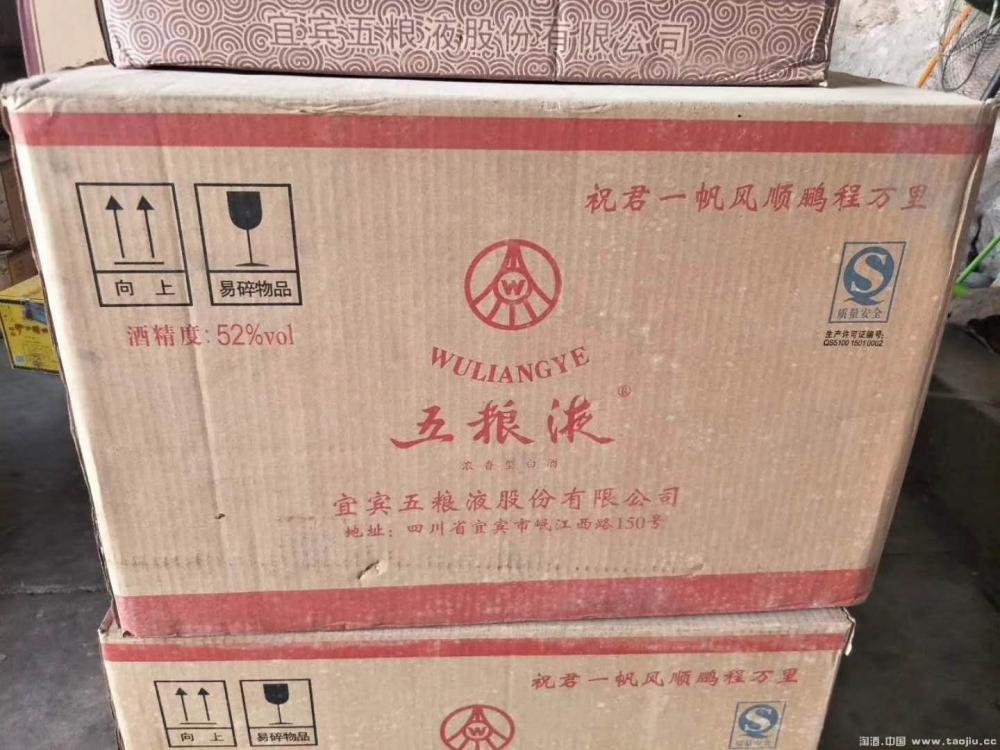 宜宾五粮液股份有限公司
祝君一帆风顺鹏程万里
向 上
易碎物品
酒精度: 52%vol
W
WULIANGYE
五粮液®
浓香型白酒
宜宾五粮液股份有限公司
地址: 四川省宜宾市岷江西路150号
S
质量安全
生产许可证编号:
QS5100 1501 0002
祝君一帆风顺鹏程万里
向 上
易碎物品
W
S
质量安全
淘酒.中国 www.taojiu.cc